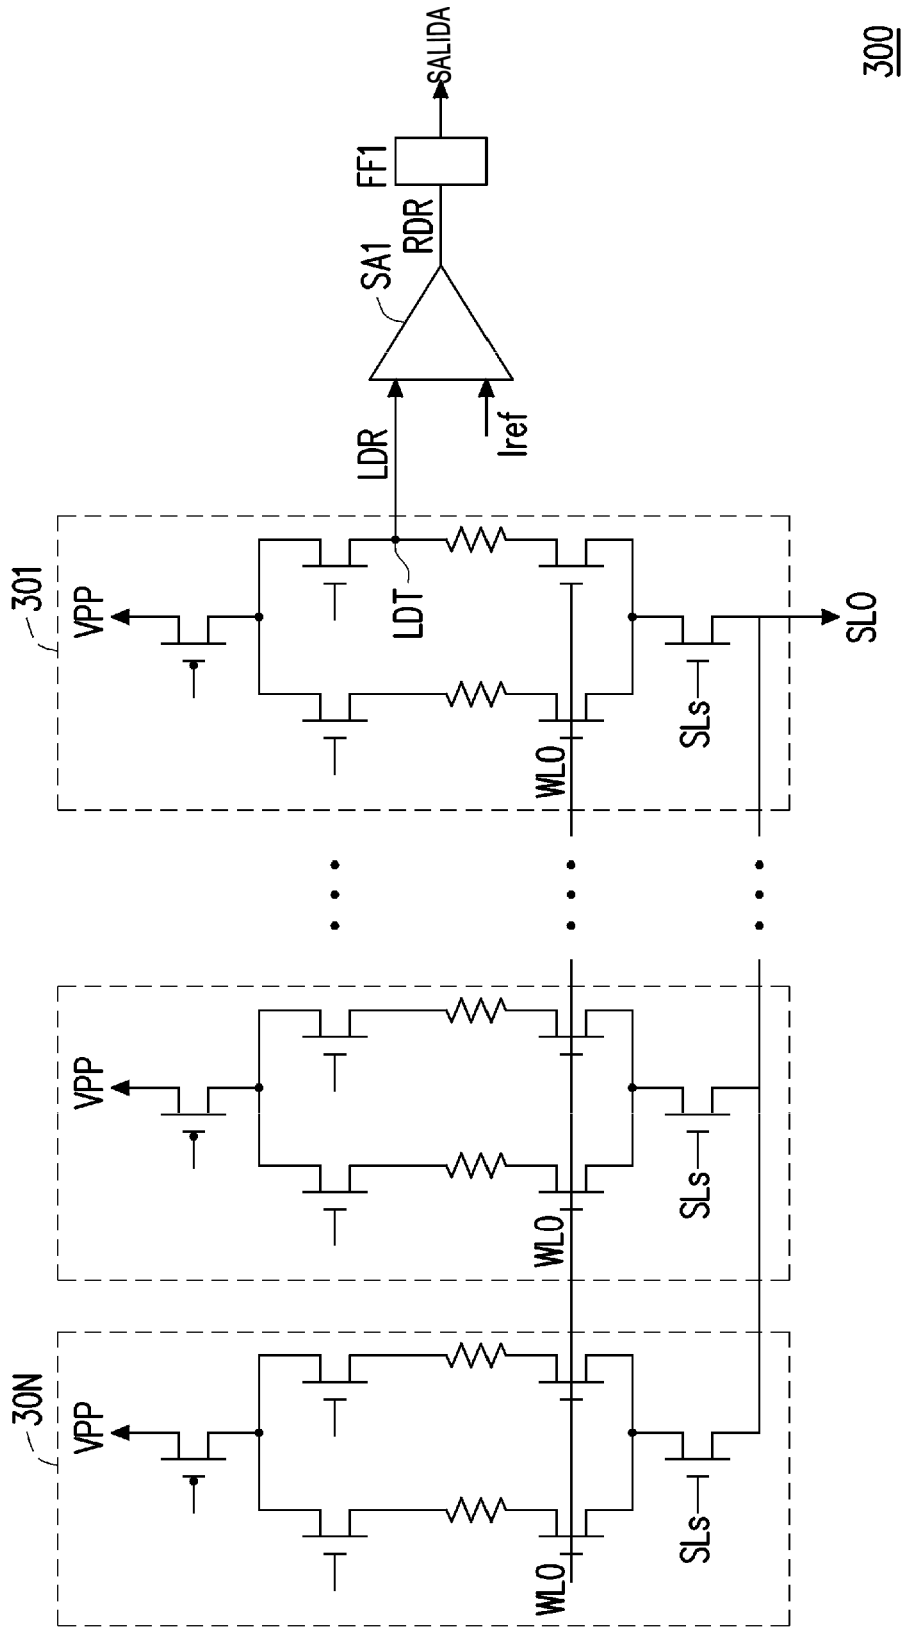 30N
301
VPP
VPP
VPP
SALIDA
FF1
SA1
LDR
RDR
LDT
Iref
WL0
WL0
WL0
SLs
SLs
SLs
SL0
300